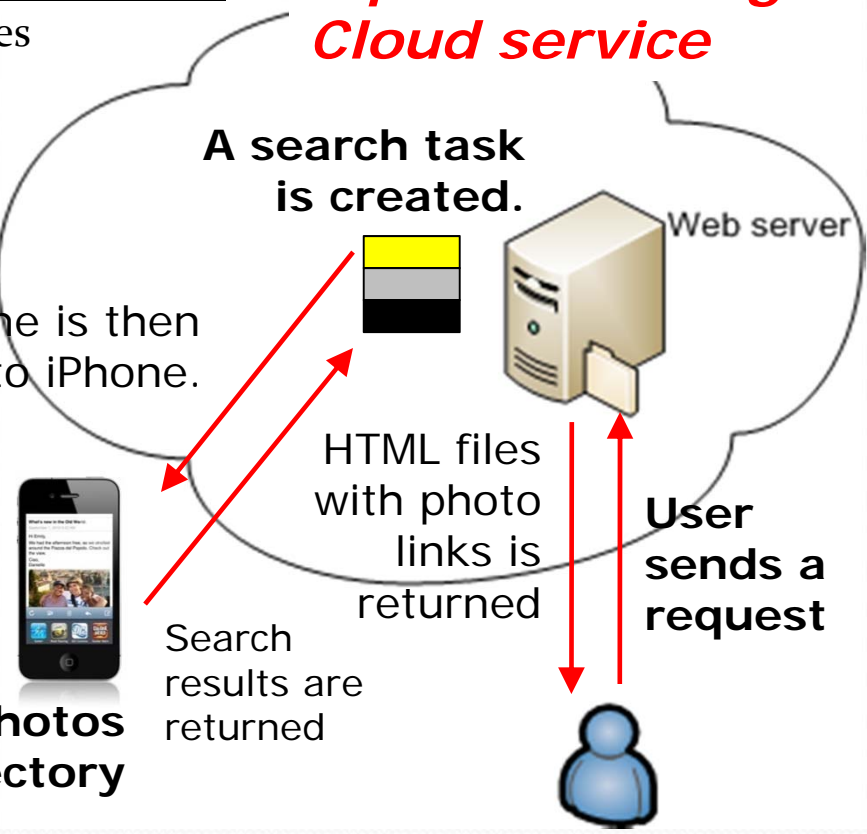 es
Cloud service
A search task
is created.
Web server
ne is then
to iPhone.
HTML files
with photo
links is
returned
User
sends a
request
Search
results are
returned
hotos
ectory